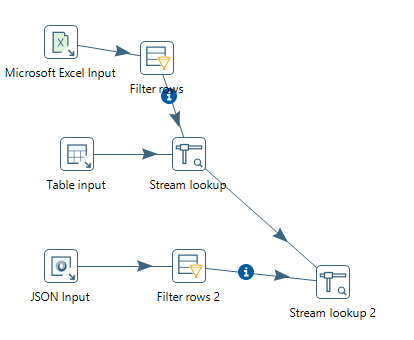 Microsoft Excel Input
Filter rows
Table input
Stream lookup
JSON Input
Filter rows 2
Stream lookup 2